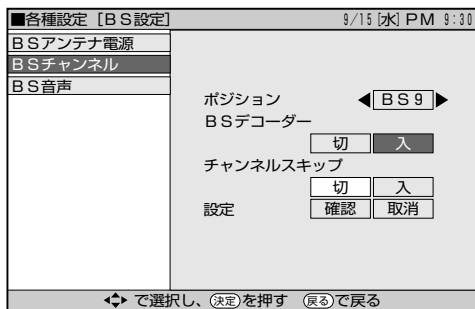 ■各種設定［ＢＳ設定］ 9/15[水]ＰＭ 9:30
ＢＳアンテナ電源
ＢＳチャンネル
ＢＳ音声
ポジション ◀ＢＳ９▶
ＢＳデコーダー
切 入
チャンネルスキップ
切 入
設定 確認 取消
で選択し、決定を押す 戻るで戻る